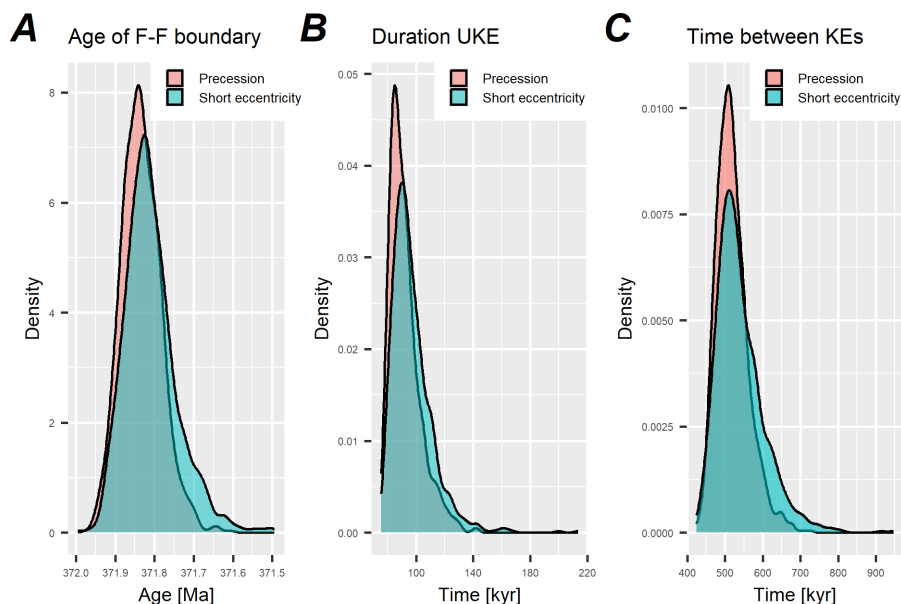 A Age of F-F boundary
Precession
Short eccentricity
Density
8
6
4
2
0
372.0 371.9 371.8 371.7 371.6 371.5
Age [Ma]
B Duration UKE
Precession
Short eccentricity
Density
0.05
0.04
0.03
0.02
0.01
0.00
100 140 180 220
Time [kyr]
C Time between KEs
Precession
Short eccentricity
Density
0.0100
0.0075
0.0050
0.0025
0.0000
400 500 600 700 800 900
Time [kyr]